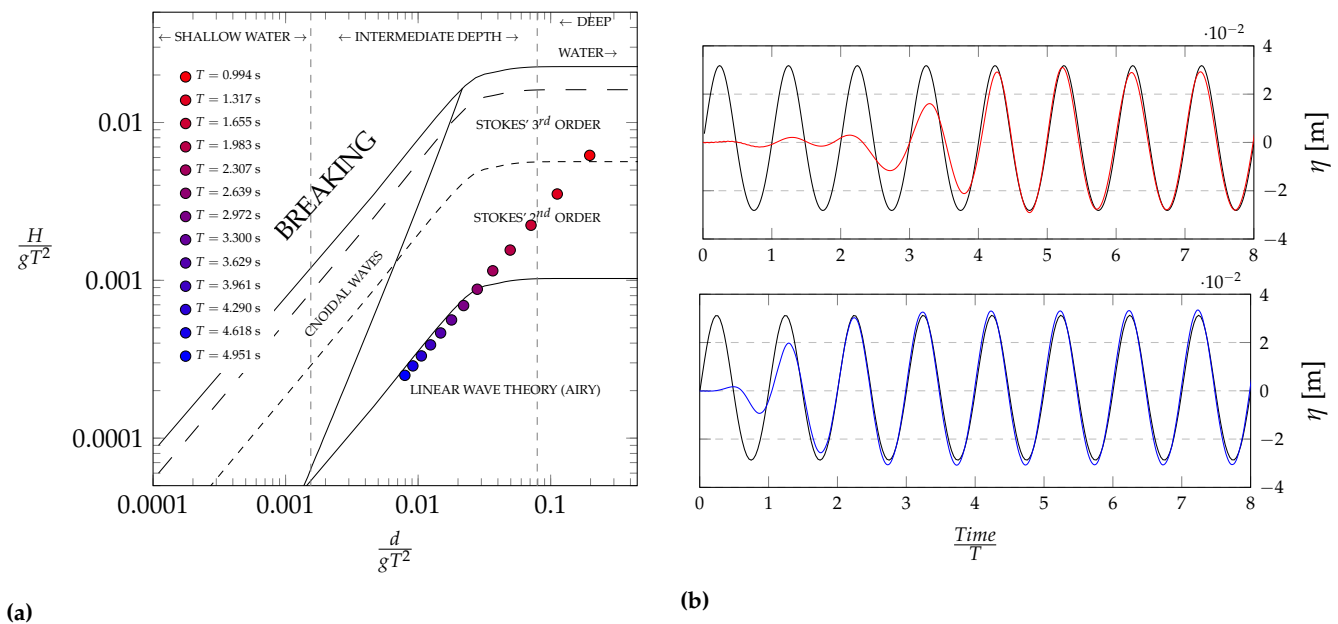 ← DEEP
← SHALLOW WATER →
← INTERMEDIATE DEPTH →
WATER→
T = 0.994 s
T = 1.317 s
T = 1.655 s
T = 1.983 s
T = 2.307 s
T = 2.639 s
T = 2.972 s
T = 3.300 s
T = 3.629 s
T = 3.961 s
T = 4.290 s
T = 4.618 s
T = 4.951 s
BREAKING
STOKES' 3rd ORDER
STOKES' 2nd ORDER
CNOIDAL WAVES
LINEAR WAVE THEORY (AIRY)
0.01
0.001
0.0001
H
gT²
0.0001
0.001
0.01
0.1
d
gT²
(a)
·10⁻²
4
2
0
−2
−4
η [m]
0 1 2 3 4 5 6 7 8
·10⁻²
4
2
0
−2
−4
η [m]
0 1 2 3 4 5 6 7 8
Time
T
(b)